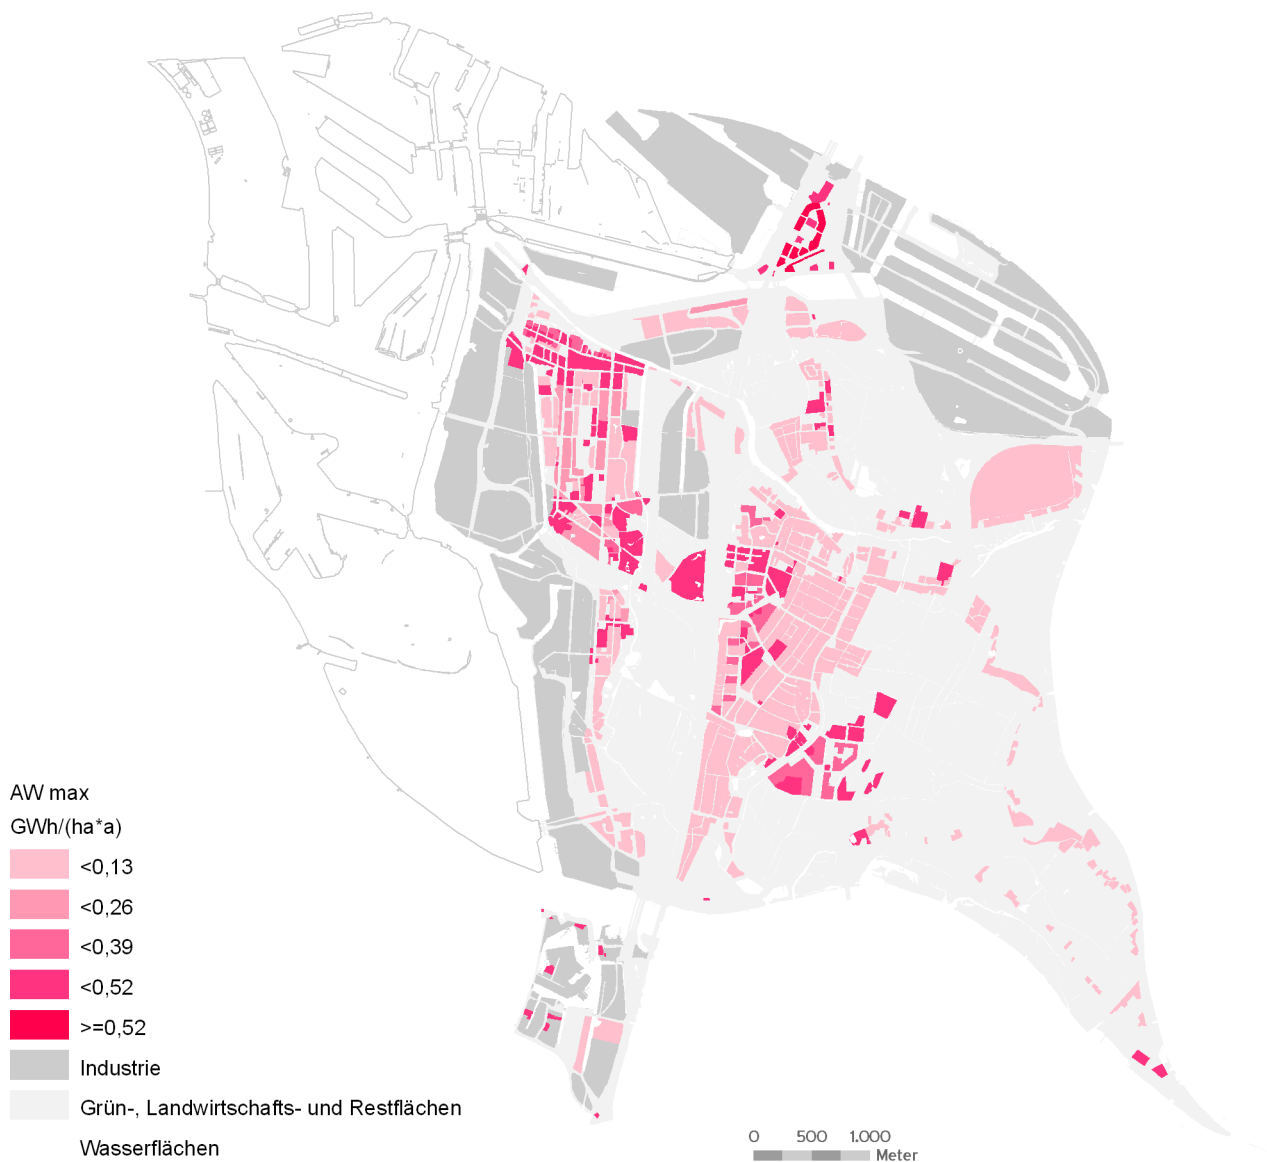 AW max
GWh/(ha*a)
<0,13
<0,26
<0,39
<0,52
>=0,52
Industrie
Grün-, Landwirtschafts- und Restflächen
Wasserflächen
0 500 1.000
Meter